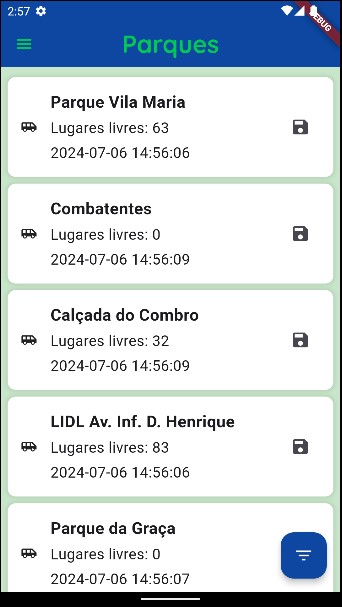 2:57
DEBUG
Parques
Parque Vila Maria
Lugares livres: 63
2024-07-06 14:56:06
Combatentes
Lugares livres: 0
2024-07-06 14:56:09
Calçada do Combro
Lugares livres: 32
2024-07-06 14:56:09
LIDL Av. Inf. D. Henrique
Lugares livres: 83
2024-07-06 14:56:06
Parque da Graça
Lugares livres: 0
2024-07-06 14:56:07